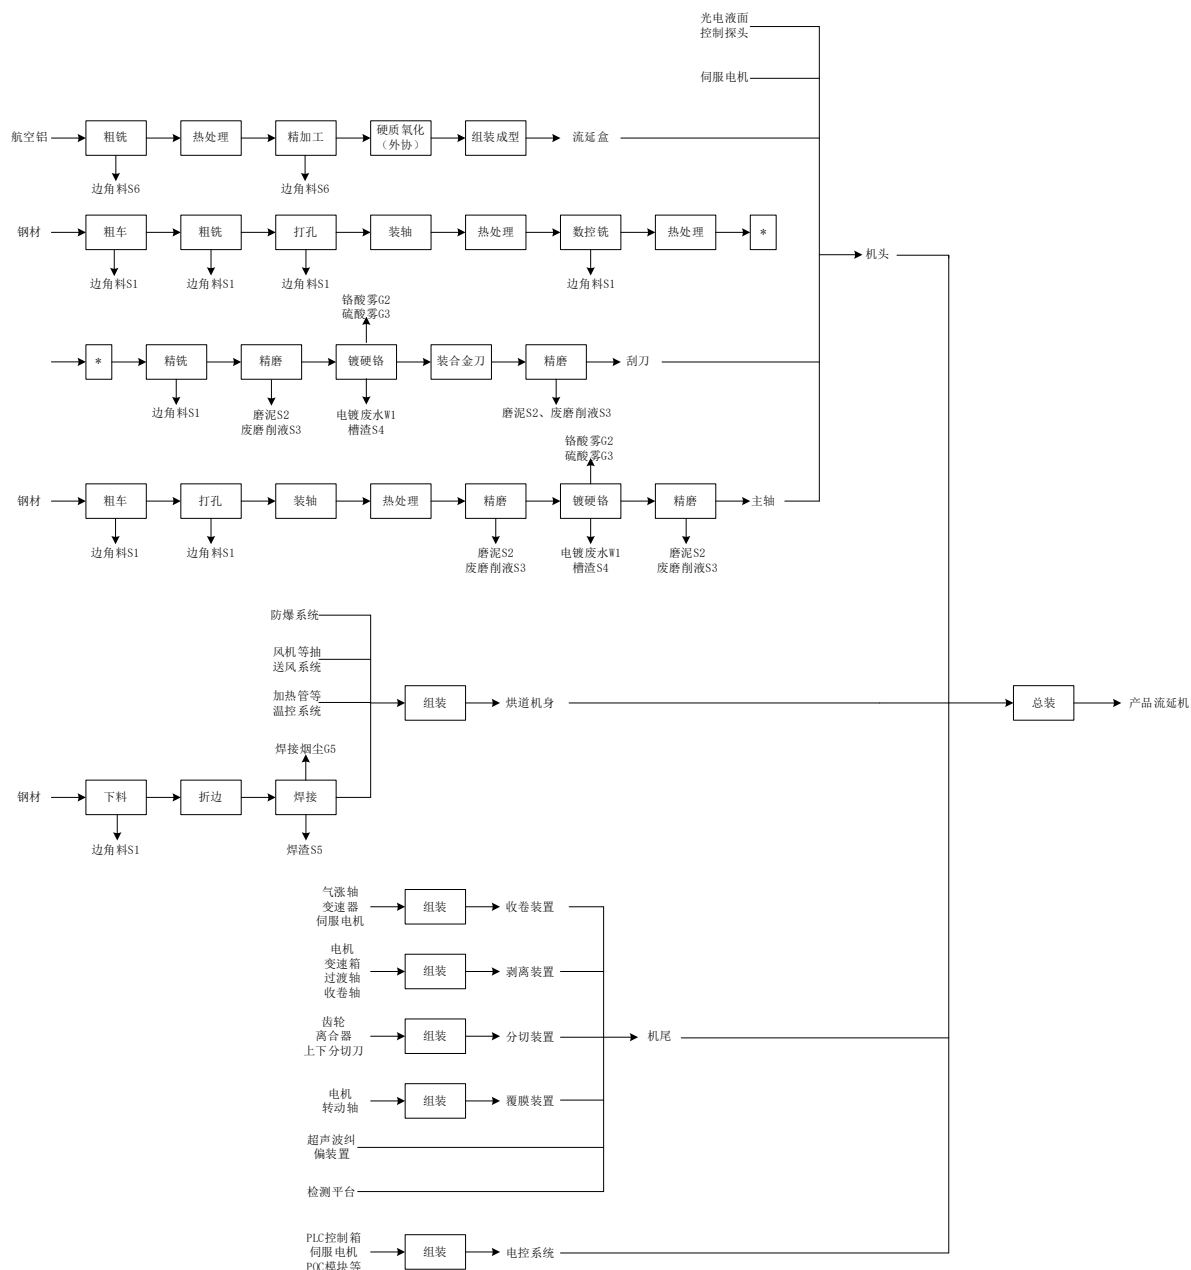 光电液面
控制探头
伺服电机
航空铝 粗铣 热处理 精加工 硬质氧化 组装成型 流延盒
（外协）
边角料S6 边角料S6
钢材 粗车 粗铣 打孔 装轴 热处理 数控铣 热处理 *
边角料S1 边角料S1 边角料S1 边角料S1
机头
铬酸雾G2
硫酸雾G3
* 精铣 精磨 镀硬铬 装合金刀 精磨 刮刀
边角料S1 磨泥S2 电镀废水W1 磨泥S2、废磨削液S3
废磨削液S3 槽渣S4
铬酸雾G2
硫酸雾G3
钢材 粗车 打孔 装轴 热处理 精磨 镀硬铬 精磨 主轴
边角料S1 边角料S1 磨泥S2 电镀废水W1 磨泥S2
废磨削液S3 槽渣S4 废磨削液S3
防爆系统
风机等抽
送风系统
加热管等
温控系统
组装 烘道机身 总装 产品流延机
焊接烟尘G5
钢材 下料 折边 焊接
边角料S1 焊渣S5
气涨轴
变速器
伺服电机
组装 收卷装置
电机
变速箱
过渡轴
收卷轴
组装 剥离装置
齿轮
离合器
上下分切刀
组装 分切装置 机尾
电机
转动轴
组装 覆膜装置
超声波纠
偏装置
检测平台
PLC控制箱
伺服电机
POC模块等
组装 电控系统